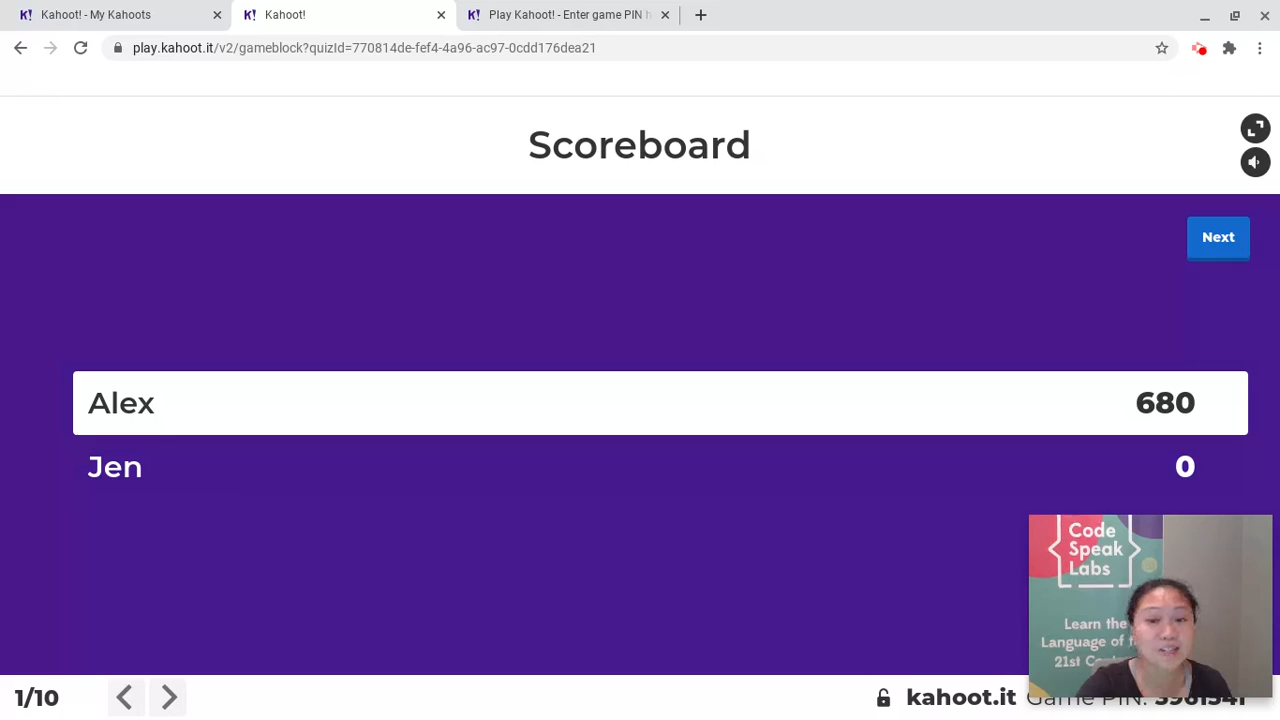 Kahoot! - My Kahoots
Kahoot!
Play Kahoot! - Enter game PIN
play.kahoot.it/v2/gameblock?quizId=770814de-fef4-4a96-ac97-0cdd176dea21
Scoreboard
Next
Alex 680
Jen 0
Code
Speak
Labs
Learn the
Language of
21st
1/10
kahoot.it Game PIN: